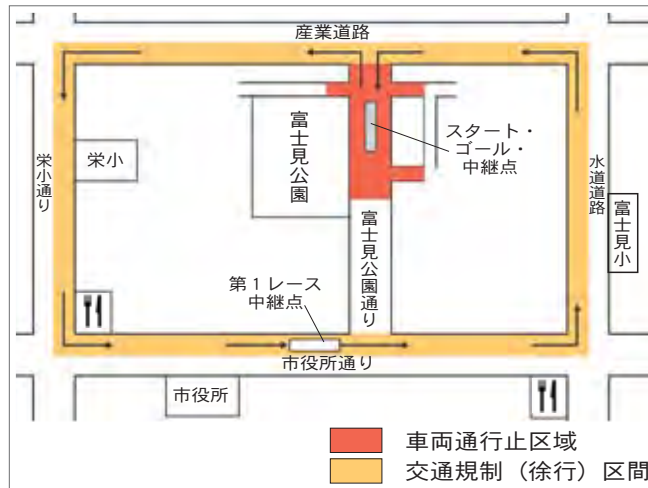 産業道路
スタート・
ゴール・
中継点
富士見公園
栄小
栄小通り
水道道路
富士見小
富士見公園通り
第1レース
中継点
市役所通り
市役所
車両通行止区域
交通規制（徐行）区間